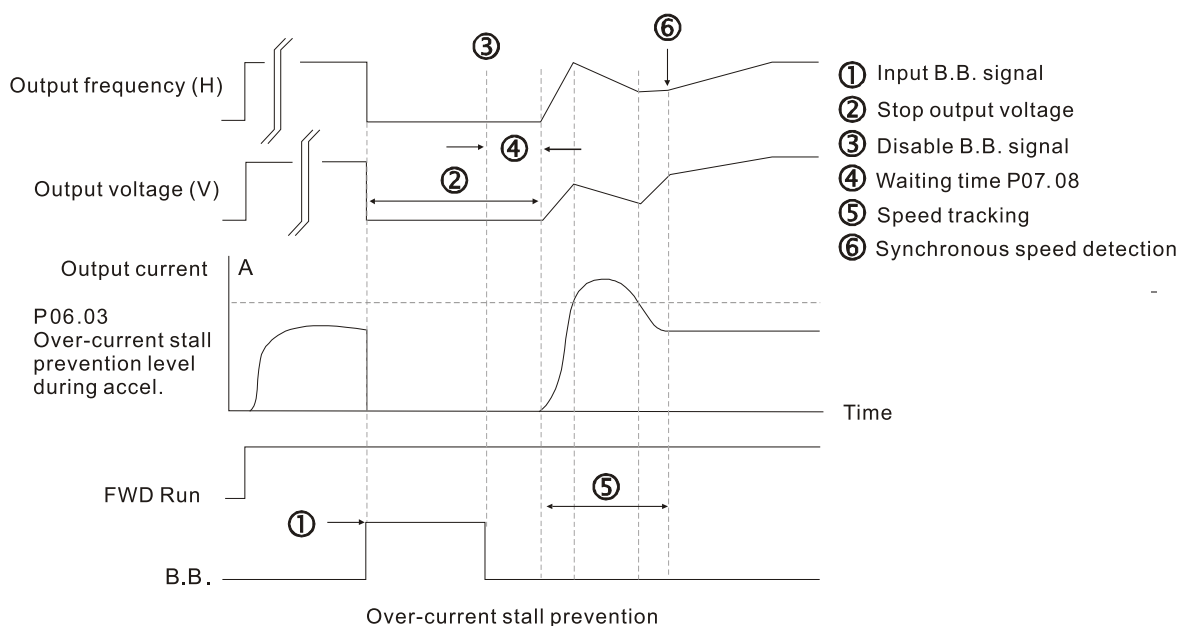 ⑥
③
Output frequency (H)
① Input B.B. signal
② Stop output voltage
③ Disable B.B. signal
④ Waiting time P07.08
⑤ Speed tracking
⑥ Synchronous speed detection
④
②
Output voltage (V)
Output current
A
P06.03
Over-current stall
prevention level
during accel.
Time
⑤
FWD Run
①
B.B.
Over-current stall prevention